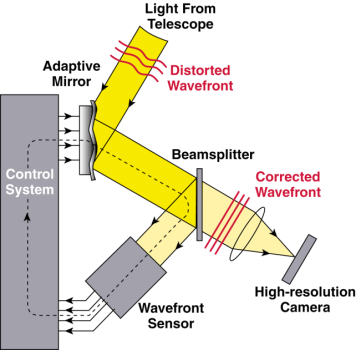 Light From
Telescope
Adaptive
Mirror
Distorted
Wavefront
Beamsplitter
Control
System
Corrected
Wavefront
Wavefront
Sensor
High-resolution
Camera